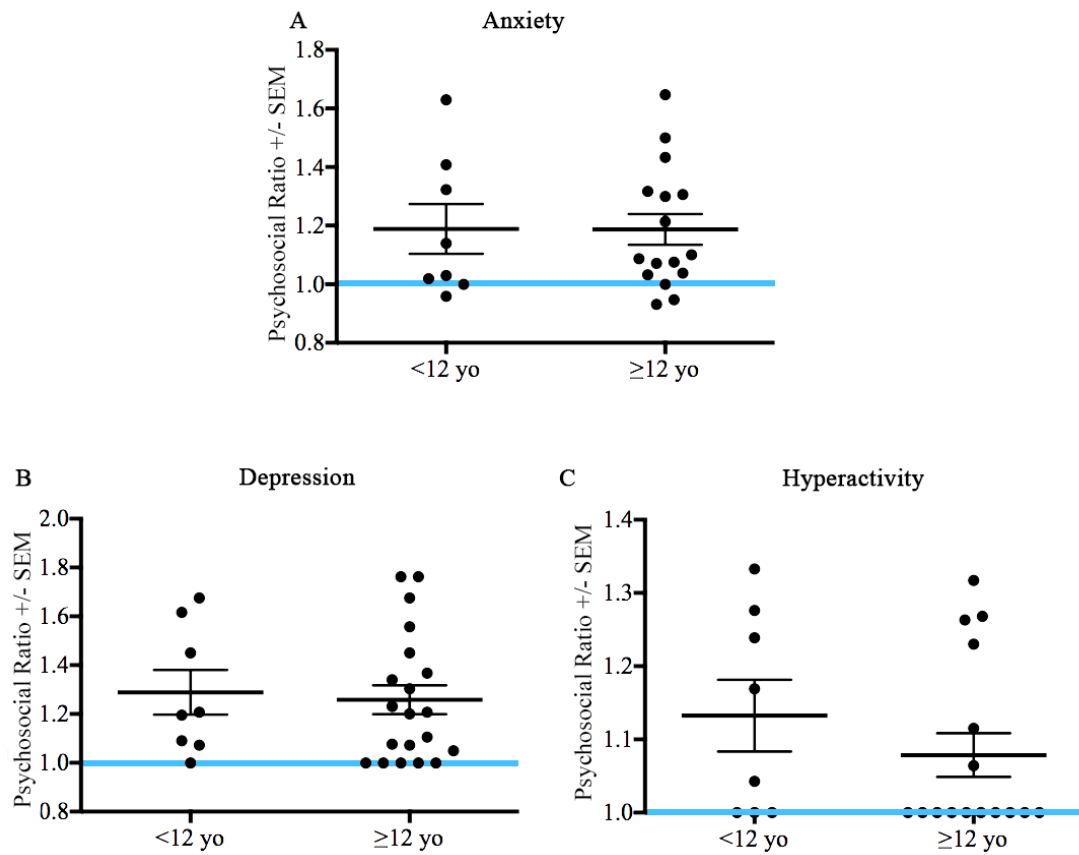 A Anxiety
Psychosocial Ratio +/- SEM
1.8
1.6
1.4
1.2
1.0
0.8
<12 yo ≥12 yo
B Depression
Psychosocial Ratio +/- SEM
2.0
1.8
1.6
1.4
1.2
1.0
0.8
<12 yo ≥12 yo
C Hyperactivity
Psychosocial Ratio +/- SEM
1.4
1.3
1.2
1.1
1.0
<12 yo ≥12 yo